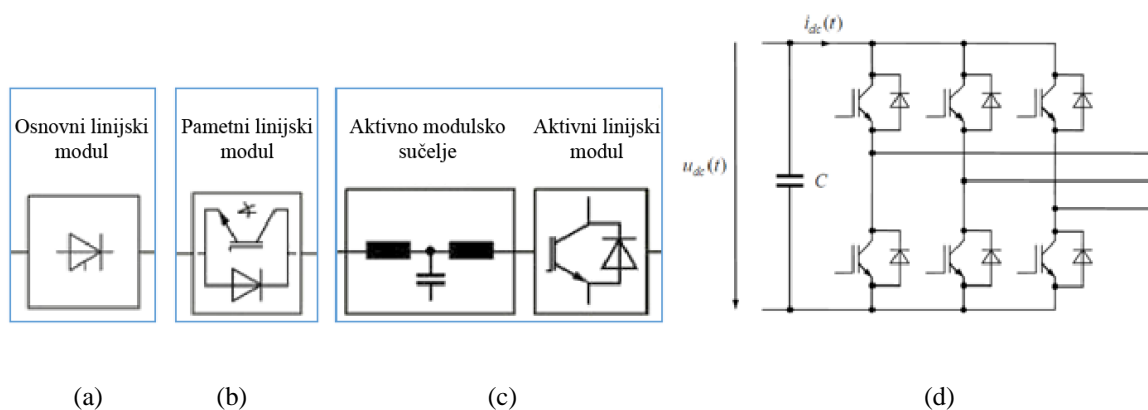 Osnovni linijski
modul
Pametni linijski
modul
Aktivno modulsko
sučelje
Aktivni linijski
modul
i_dc(t)
u_dc(t)
C
(a)
(b)
(c)
(d)